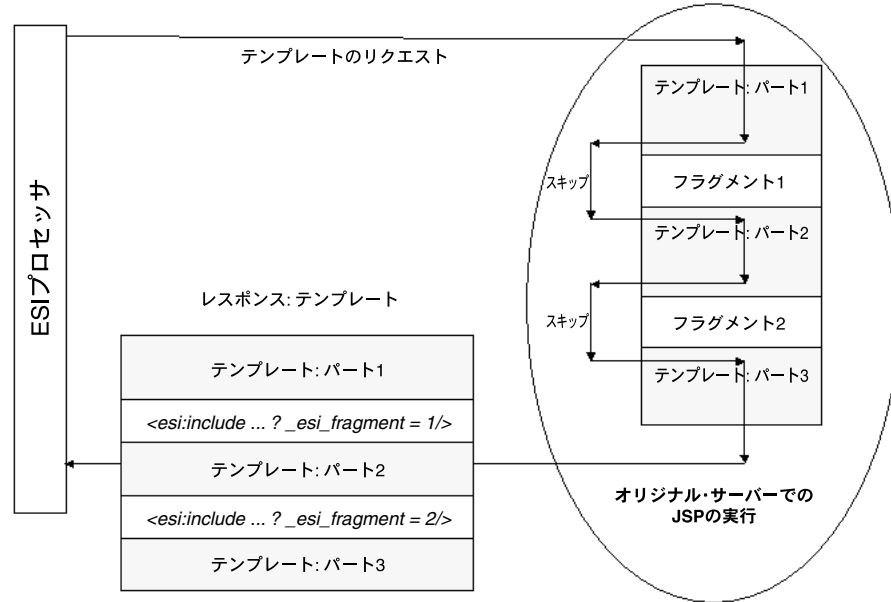 ESIプロセッサ
テンプレートのリクエスト
テンプレート: パート1
スキップ
フラグメント1
テンプレート: パート2
スキップ
フラグメント2
テンプレート: パート3
オリジナル・サーバーでの
JSPの実行
レスポンス: テンプレート
テンプレート: パート1
<esi:include ... ? _esi_fragment = 1/>
テンプレート: パート2
<esi:include ... ? _esi_fragment = 2/>
テンプレート: パート3